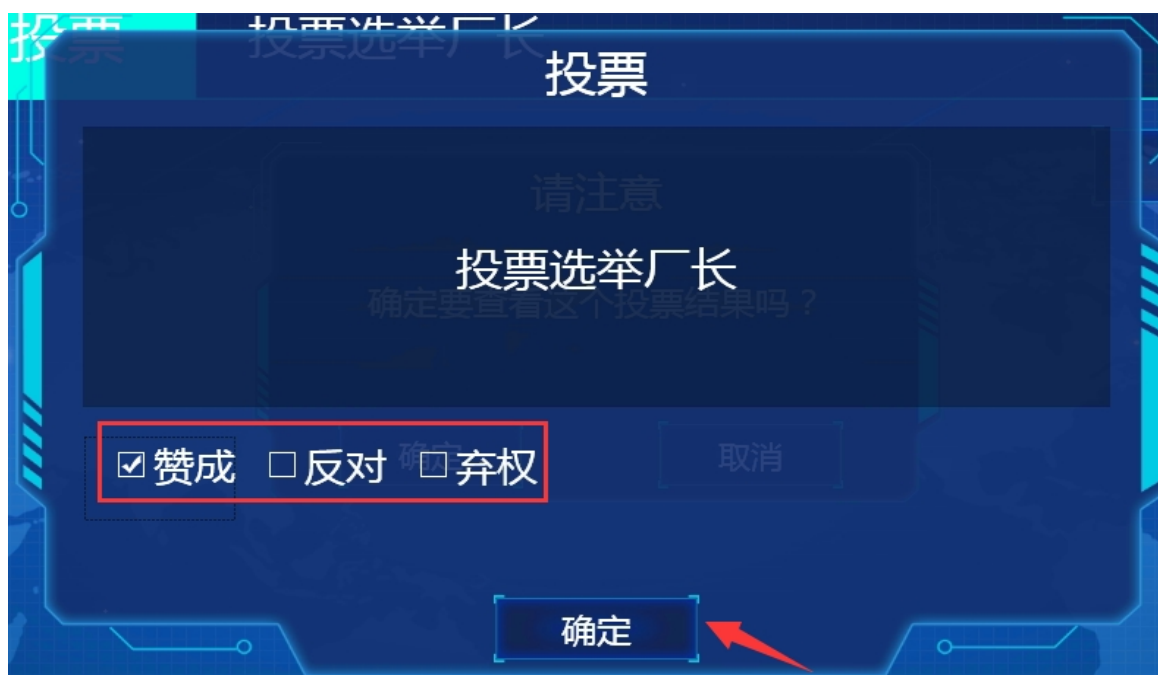 投票 投票选举厂长
投票
请注意
投票选举厂长
确定要查看这个投票结果吗？
赞成 反对 弃权
确定 取消
确定